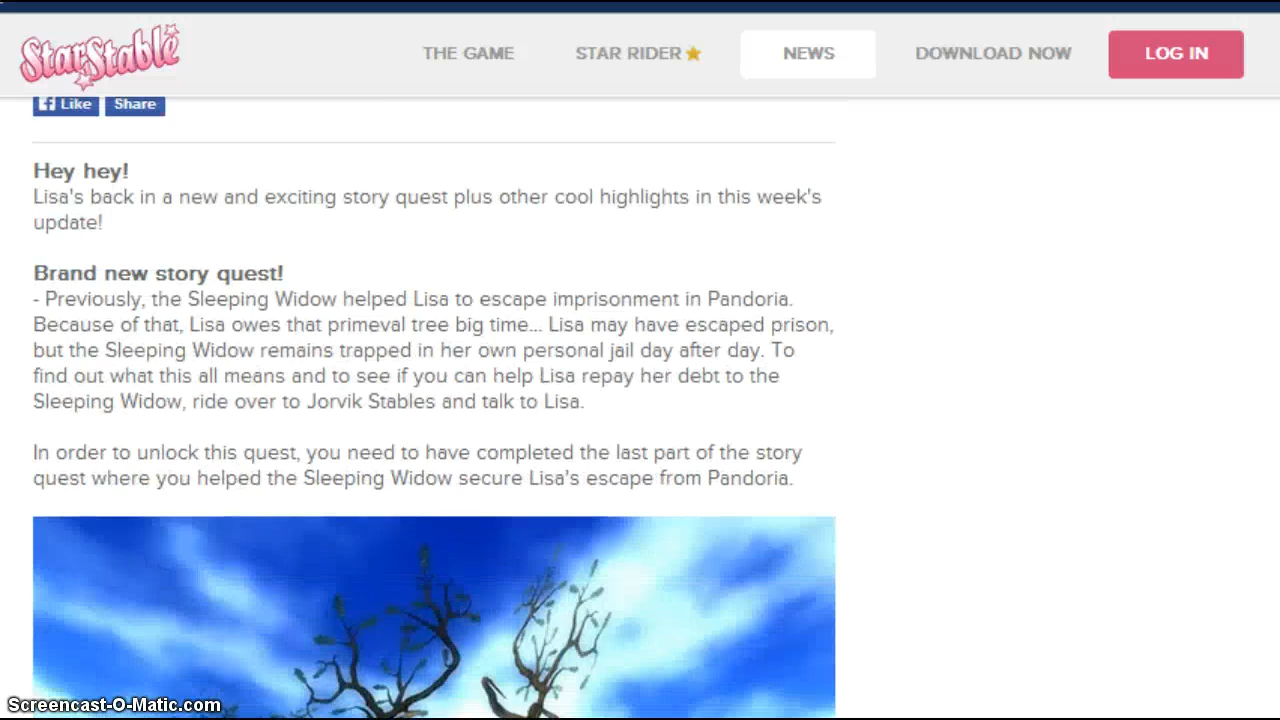 StarStable
THE GAME
STAR RIDER
NEWS
DOWNLOAD NOW
LOG IN
Like
Share
Hey hey!
Lisa's back in a new and exciting story quest plus other cool highlights in this week's
update!
Brand new story quest!
- Previously, the Sleeping Widow helped Lisa to escape imprisonment in Pandoria.
Because of that, Lisa owes that primeval tree big time... Lisa may have escaped prison,
but the Sleeping Widow remains trapped in her own personal jail day after day. To
find out what this all means and to see if you can help Lisa repay her debt to the
Sleeping Widow, ride over to Jorvik Stables and talk to Lisa.
In order to unlock this quest, you need to have completed the last part of the story
quest where you helped the Sleeping Widow secure Lisa's escape from Pandoria.
Screencast-O-Matic.com